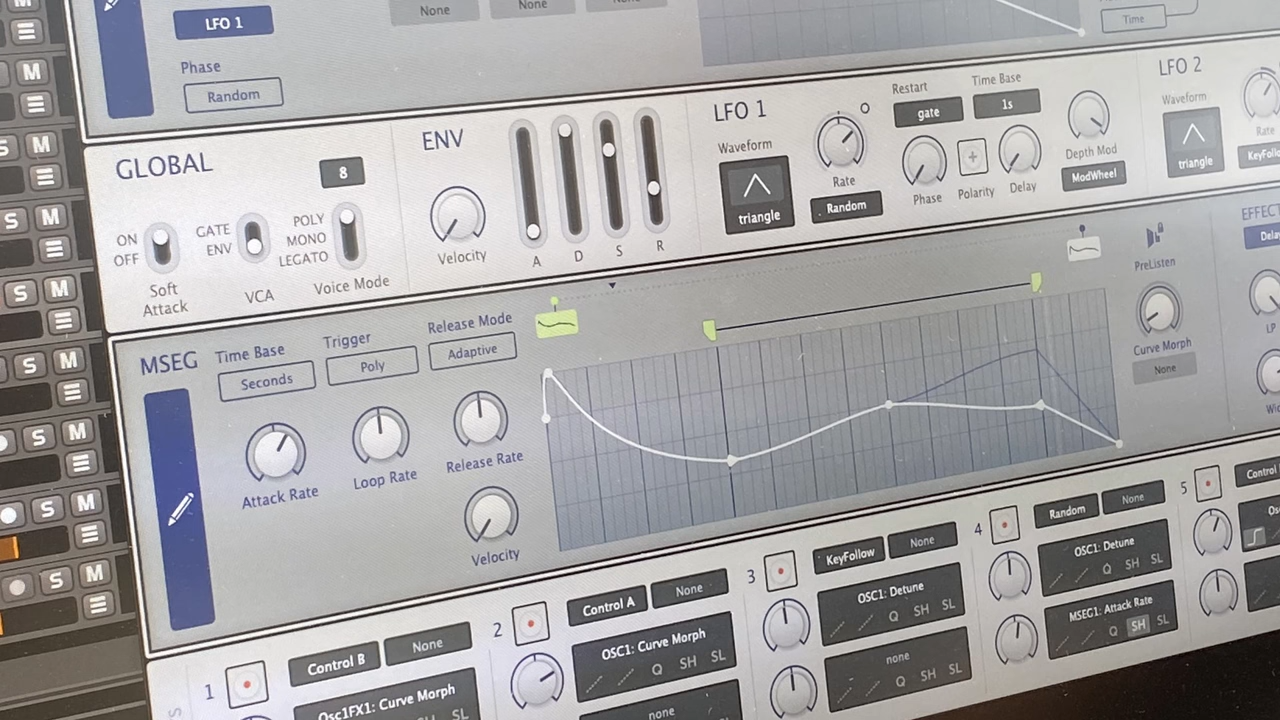 None
None
LFO 1
Time
Phase
Random
M
M
S
M
S
M
S
M
S
M
S
M
S
M
S
M
GLOBAL
8
ON
OFF
GATE
ENV
POLY
MONO
LEGATO
Soft
Attack
VCA
Voice Mode
ENV
Velocity
A
D
S
R
LFO 1
Waveform
triangle
Rate
Random
Restart
gate
Time Base
1s
Phase
Polarity
Delay
Depth Mod
ModWheel
LFO 2
Waveform
triangle
Rate
MSEG
Time Base
Seconds
Trigger
Poly
Release Mode
Adaptive
Attack Rate
Loop Rate
Release Rate
Velocity
PreListen
Curve Morph
None
LP
1
Control B
None
Osc1FX1: Curve Morph
SH SL
2
Control A
None
OSC1: Curve Morph
Q SH SL
none
3
KeyFollow
None
OSC1: Detune
Q SH SL
none
Q SH SL
4
Random
None
OSC1: Detune
Q SH SL
MSEG1: Attack Rate
Q SH SL
5
Control